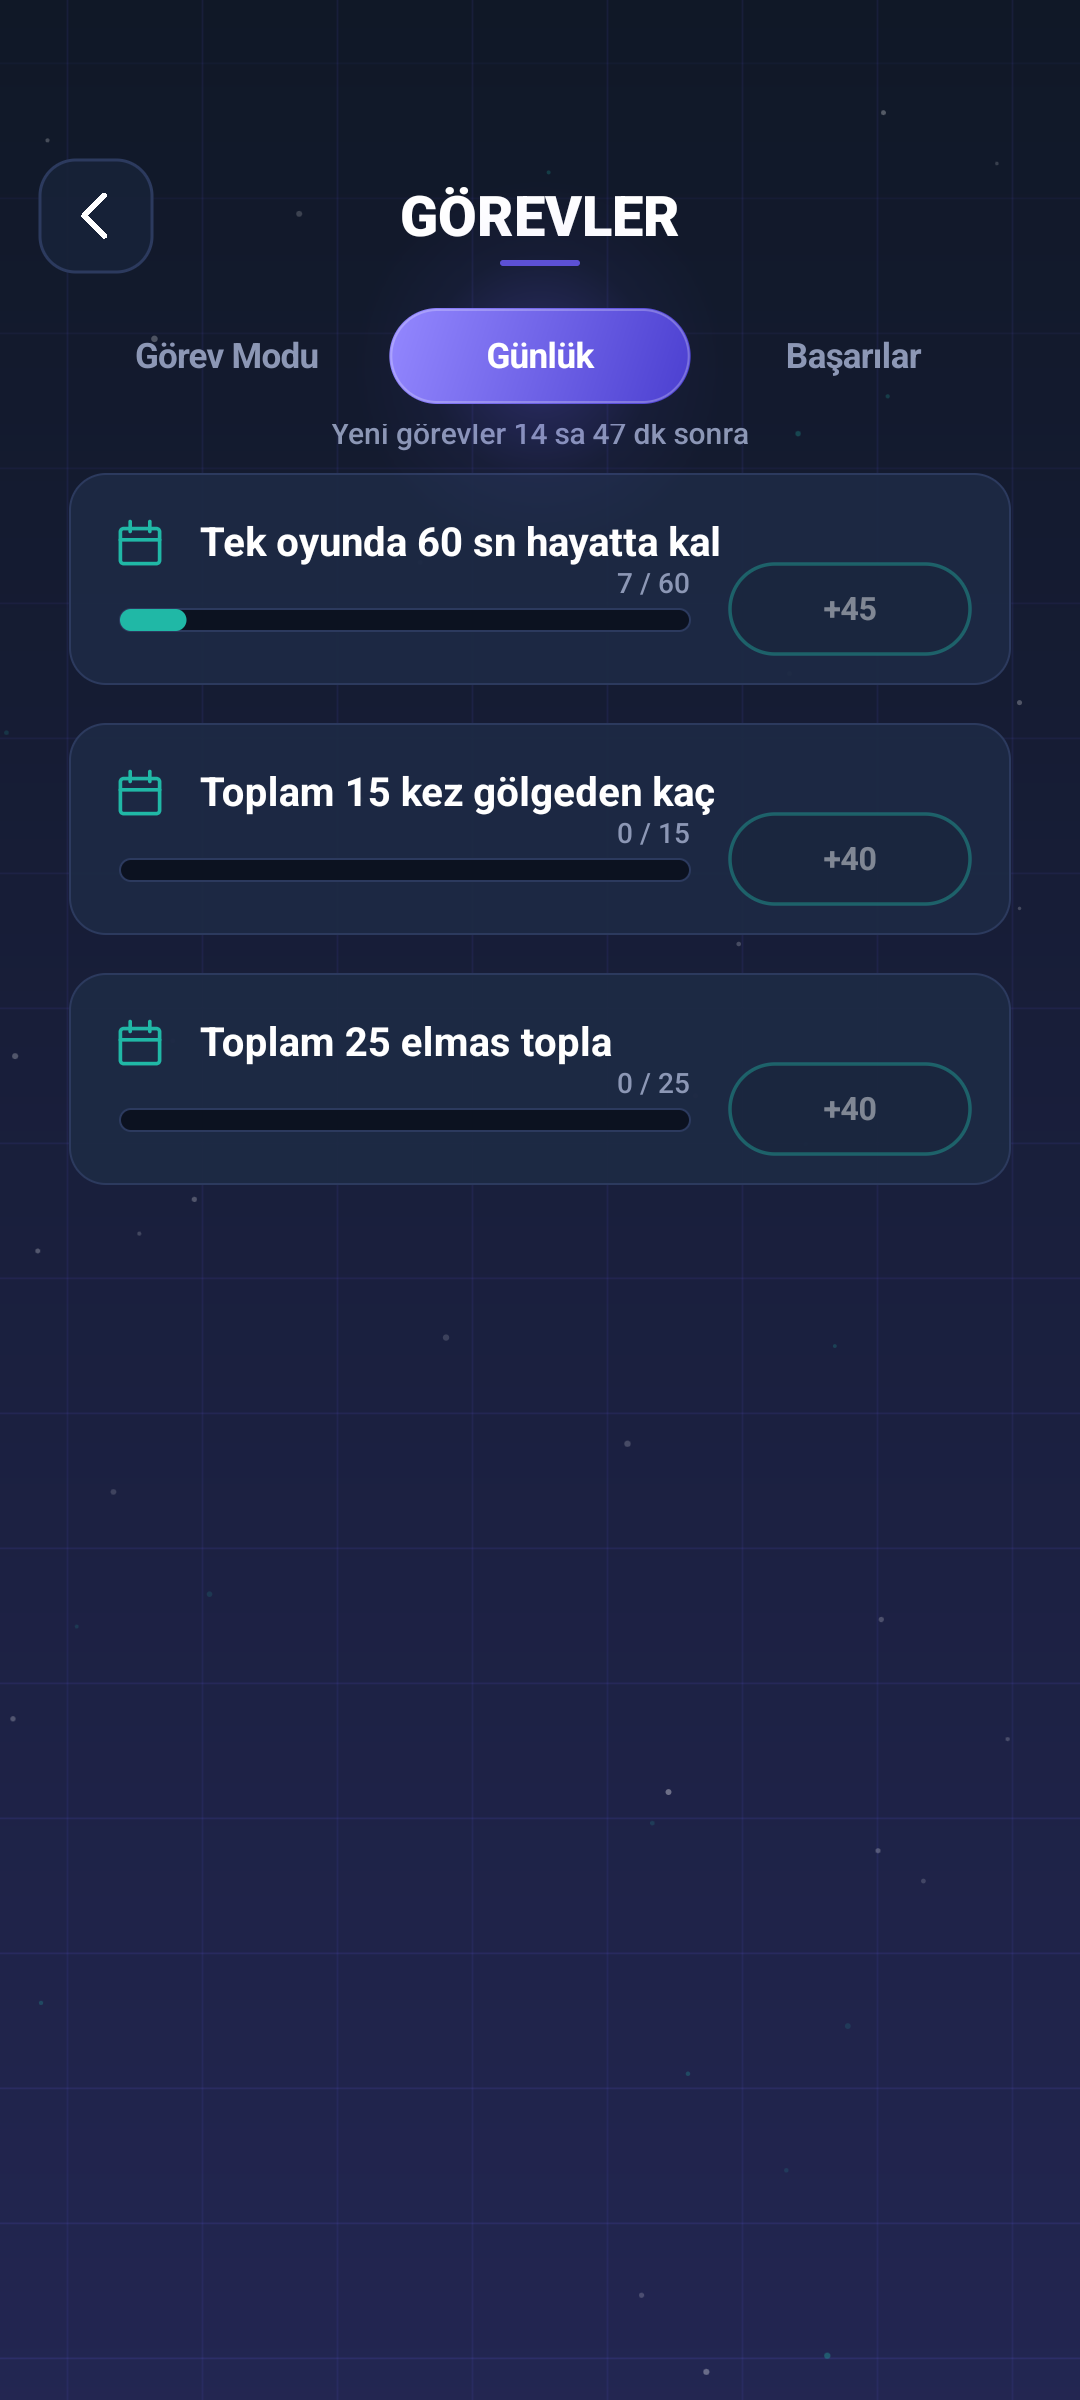 GÖREVLER
Görev Modu
Günlük
Başarılar
Yeni görevler 14 sa 47 dk sonra
Tek oyunda 60 sn hayatta kal
7 / 60
+45
Toplam 15 kez gölgeden kaç
0 / 15
+40
Toplam 25 elmas topla
0 / 25
+40